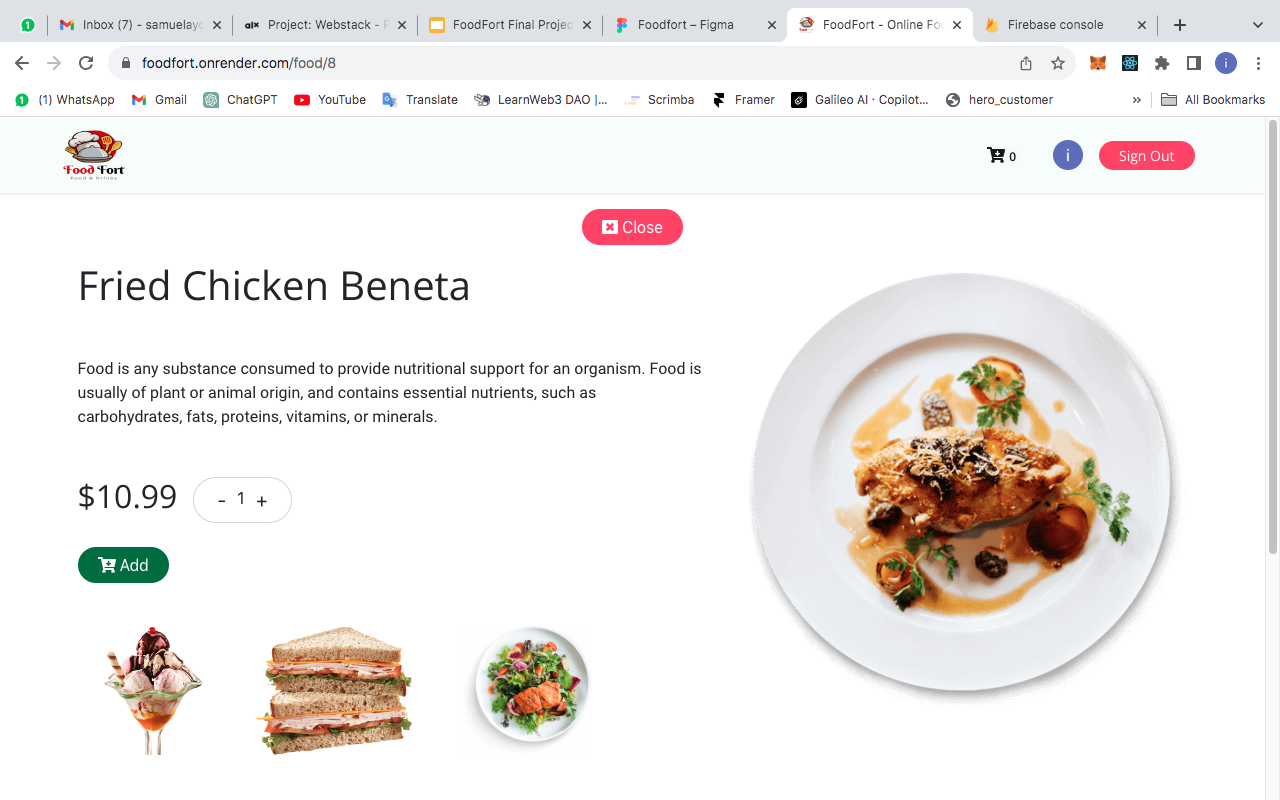 Inbox (7) - samuelayo
Project: Webstack - P
FoodFort Final Projec
Foodfort – Figma
FoodFort - Online Foo
Firebase console
foodfort.onrender.com/food/8
i
(1) WhatsApp
Gmail
ChatGPT
YouTube
Translate
LearnWeb3 DAO |...
Scrimba
Framer
Galileo AI · Copilot...
hero_customer
»
All Bookmarks
Food Fort
Food & Drinks
0
i
Sign Out
Close
Fried Chicken Beneta
Food is any substance consumed to provide nutritional support for an organism. Food is
usually of plant or animal origin, and contains essential nutrients, such as
carbohydrates, fats, proteins, vitamins, or minerals.
$10.99 - 1 +
Add